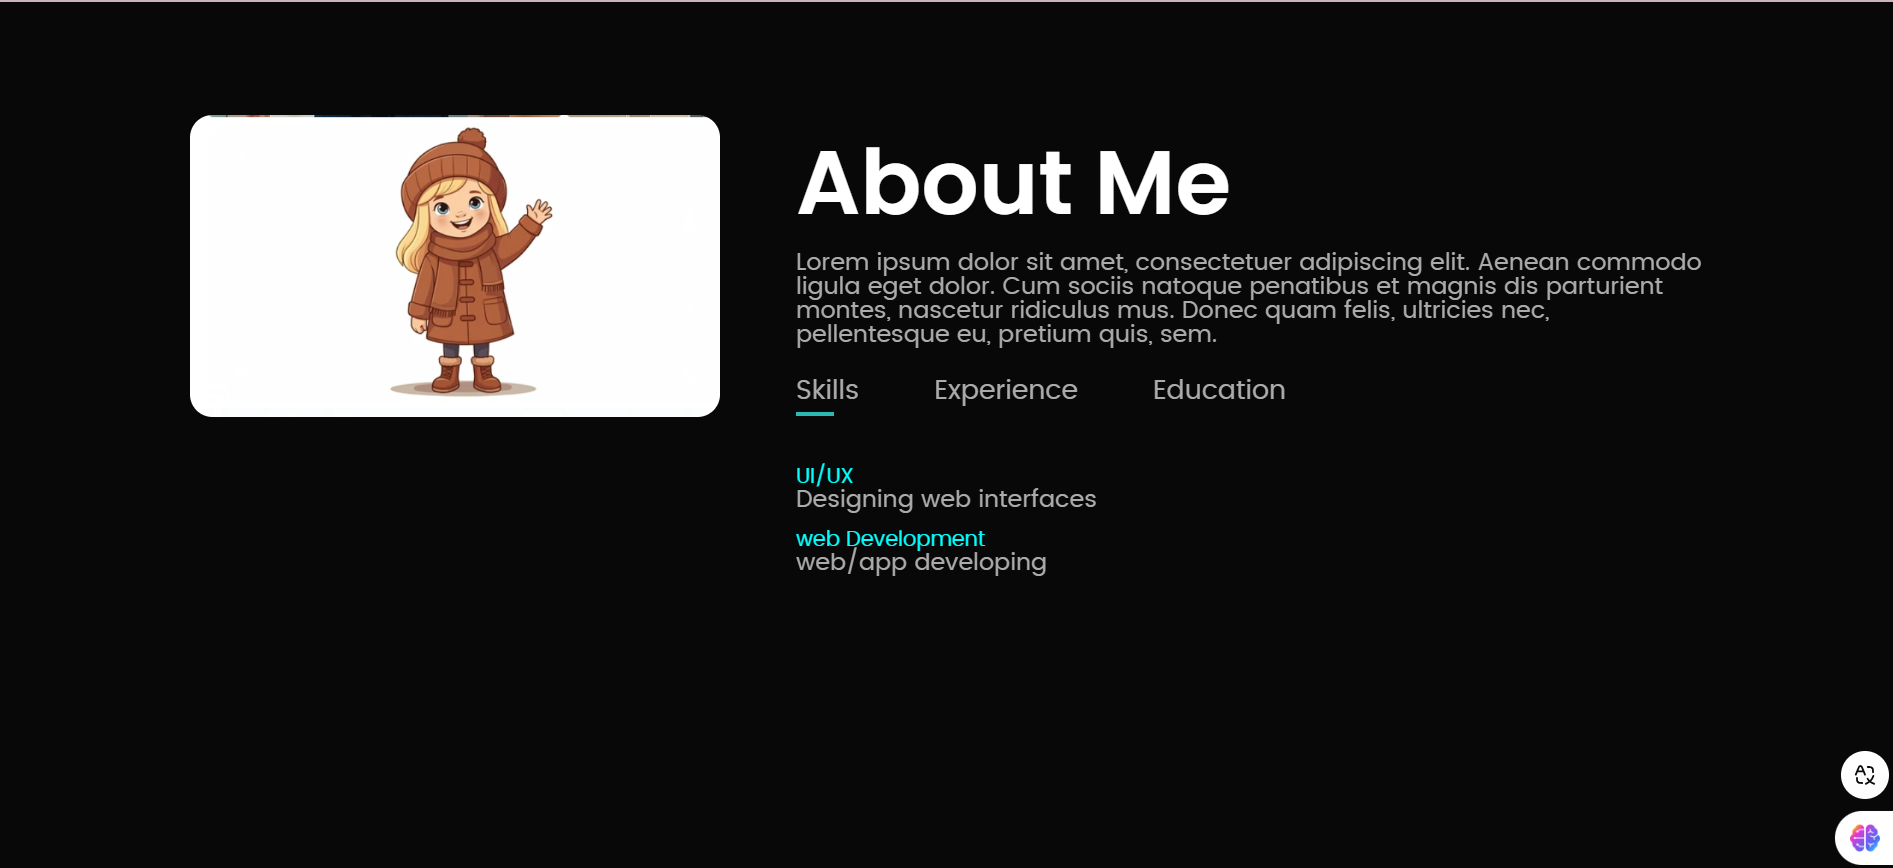 About Me
Lorem ipsum dolor sit amet, consectetuer adipiscing elit. Aenean commodo
ligula eget dolor. Cum sociis natoque penatibus et magnis dis parturient
montes, nascetur ridiculus mus. Donec quam felis, ultricies nec,
pellentesque eu, pretium quis, sem.
Skills Experience Education
UI/UX
Designing web interfaces
web Development
web/app developing